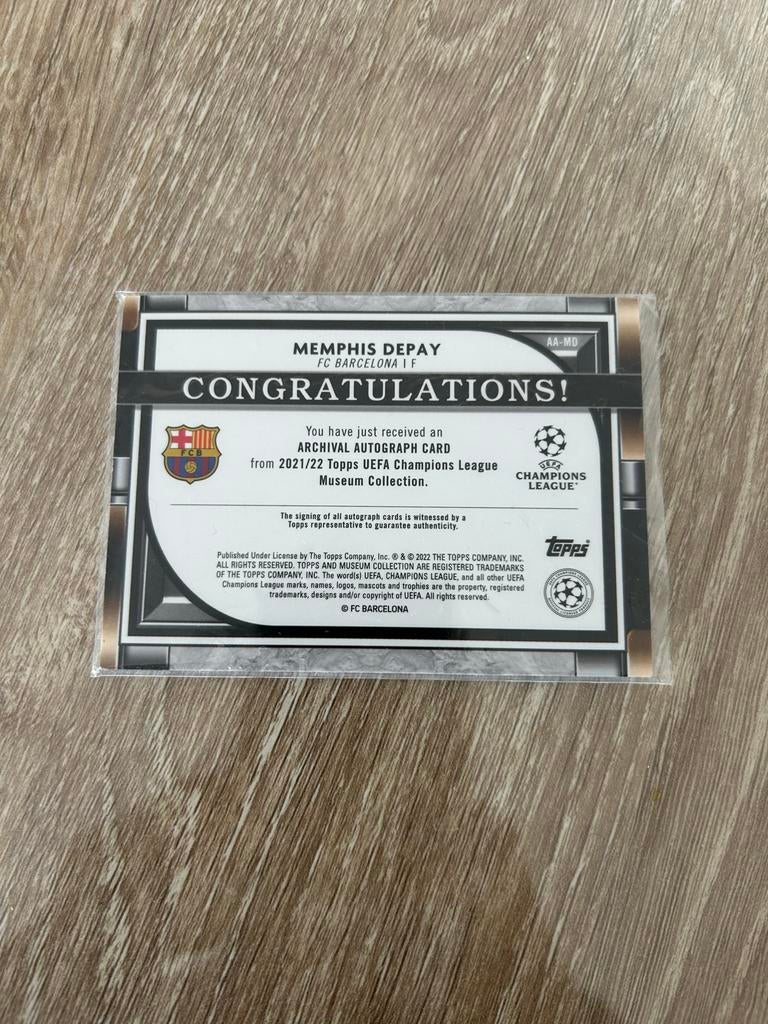 MEMPHIS DEPAY
FC BARCELONA | F
AA-MD
CONGRATULATIONS!
You have just received an
ARCHIVAL AUTOGRAPH CARD
from 2021/22 Topps UEFA Champions League
Museum Collection.
FCB
UEFA
CHAMPIONS
LEAGUE
The signing of all autograph cards is witnessed by a
Topps representative to guarantee authenticity.
topps
Published Under License by The Topps Company, Inc. ® & © 2022 THE TOPPS COMPANY, INC.
ALL RIGHTS RESERVED. TOPPS AND MUSEUM COLLECTION ARE REGISTERED TRADEMARKS
OF THE TOPPS COMPANY, INC. The word(s) UEFA, CHAMPIONS LEAGUE, and all other UEFA
Champions League marks, names, logos, mascots and trophies are the property, registered
trademarks, designs and/or copyright of UEFA. All rights reserved.
© FC BARCELONA